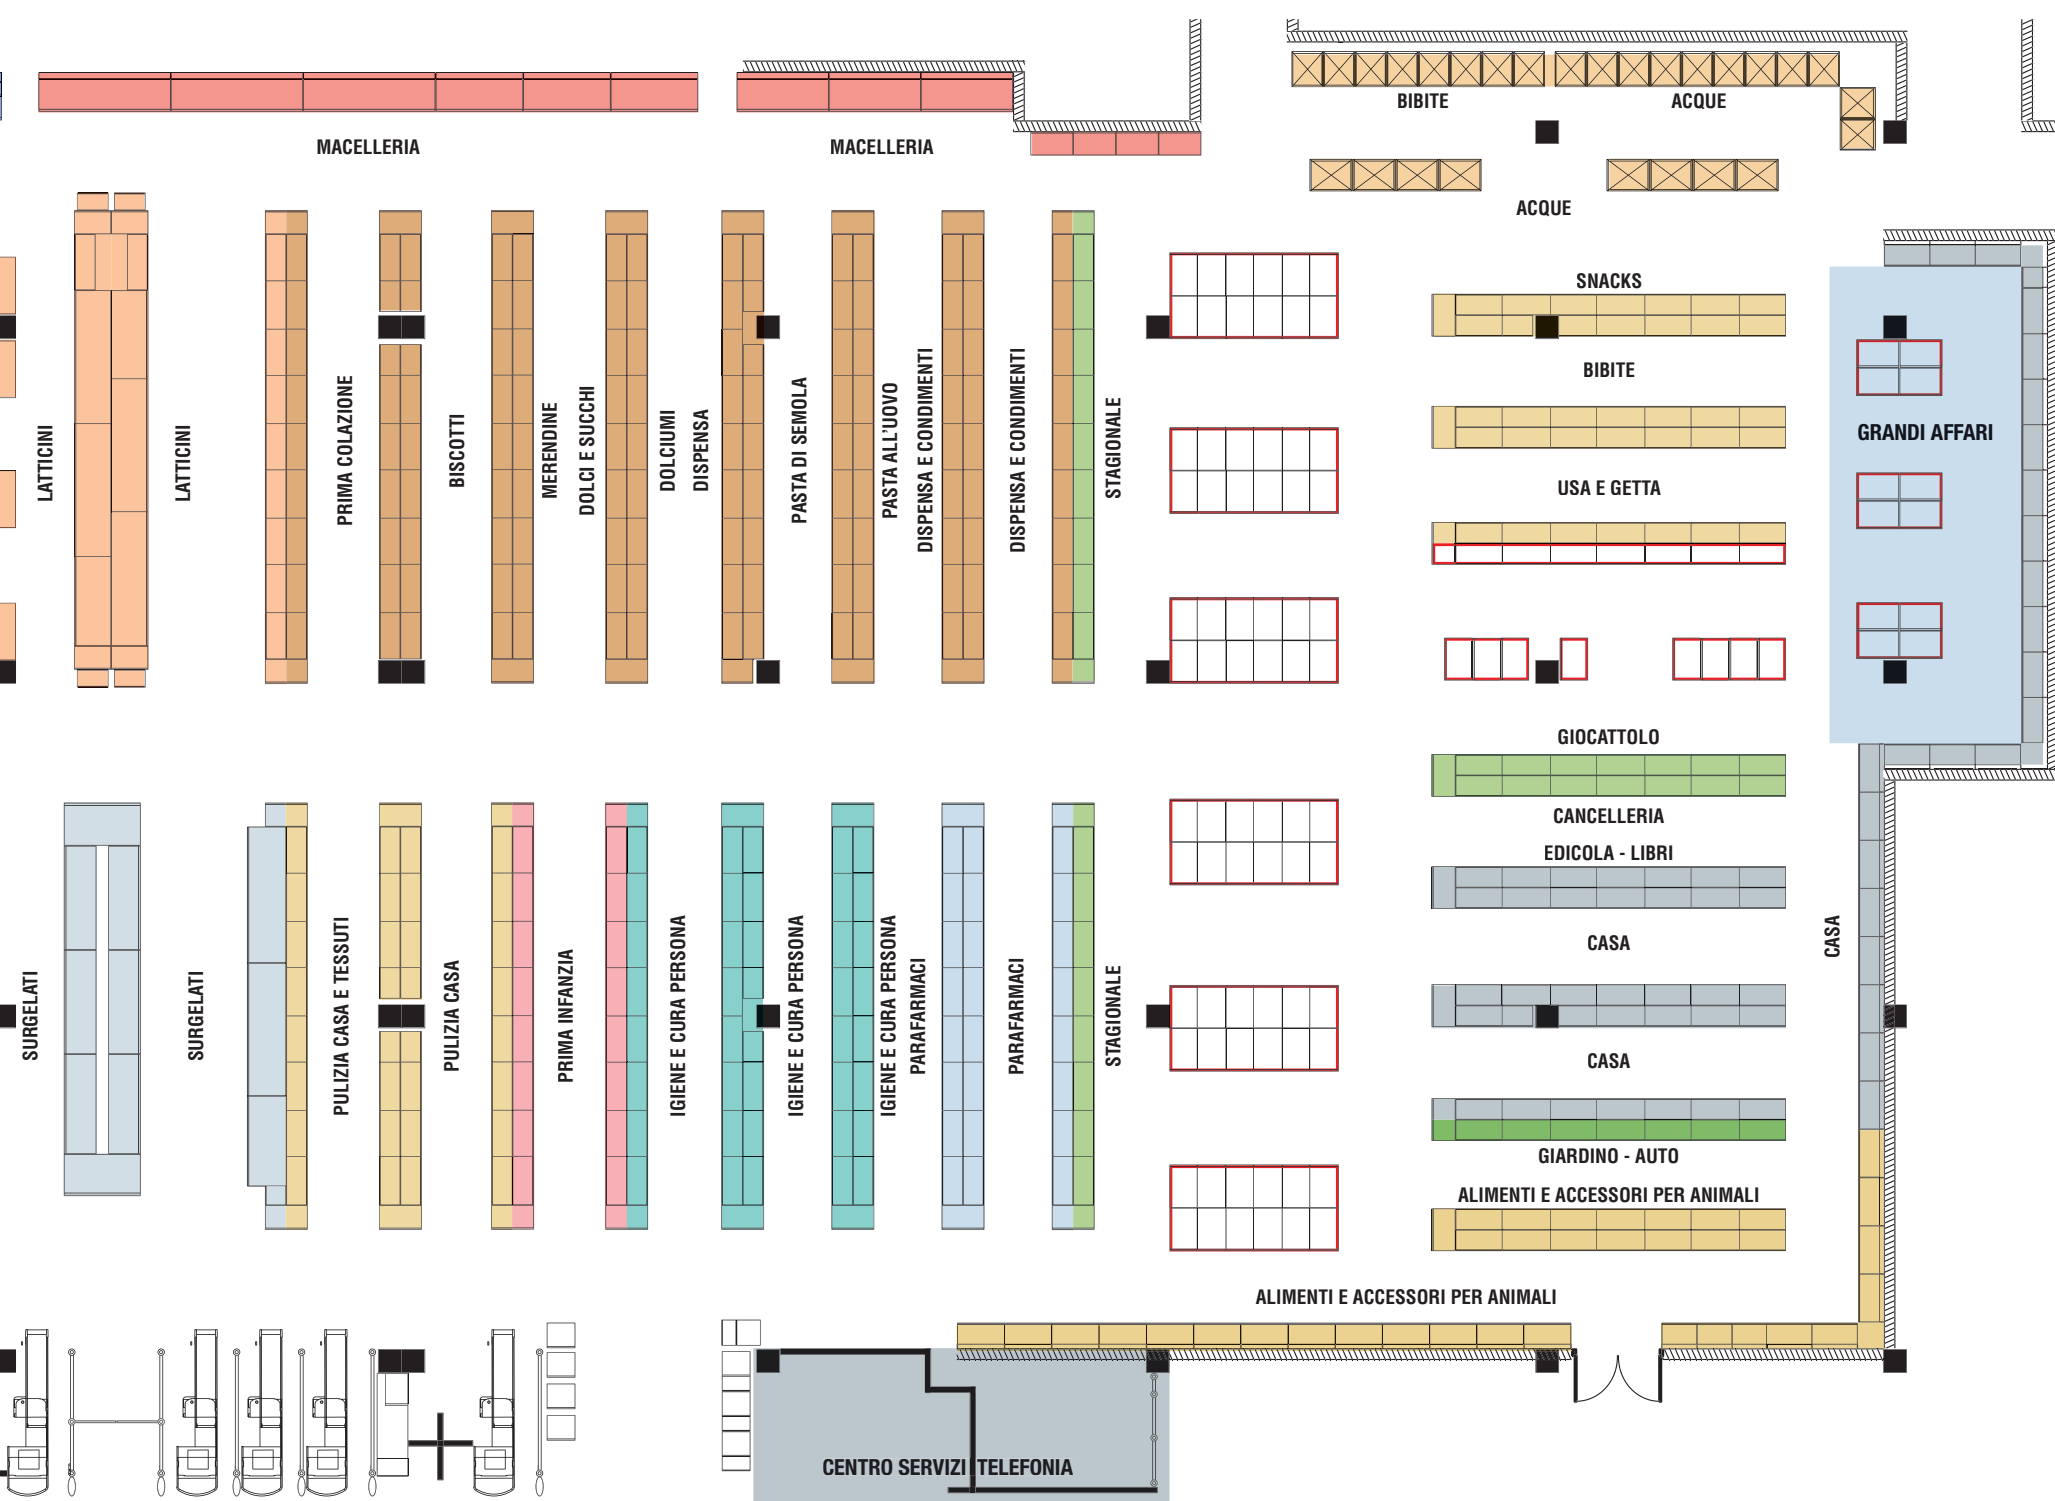 BIBITE
ACQUE
MACELLERIA
MACELLERIA
ACQUE
LATTICINI
LATTICINI
PRIMA COLAZIONE
BISCOTTI
MERENDINE
DOLCI E SUCCHI
DOLCIUMI
DISPENSA
PASTA DI SEMOLA
PASTA ALL'UOVO
DISPENSA E CONDIMENTI
DISPENSA E CONDIMENTI
STAGIONALE
SNACKS
BIBITE
USA E GETTA
GRANDI AFFARI
GIOCATTOLO
CANCELLERIA
EDICOLA - LIBRI
CASA
CASA
CASA
GIARDINO - AUTO
ALIMENTI E ACCESSORI PER ANIMALI
SURGELATI
SURGELATI
PULIZIA CASA E TESSUTI
PULIZIA CASA
PRIMA INFANZIA
IGIENE E CURA PERSONA
IGIENE E CURA PERSONA
IGIENE E CURA PERSONA
PARAFARMACI
PARAFARMACI
STAGIONALE
ALIMENTI E ACCESSORI PER ANIMALI
CENTRO SERVIZI TELEFONIA